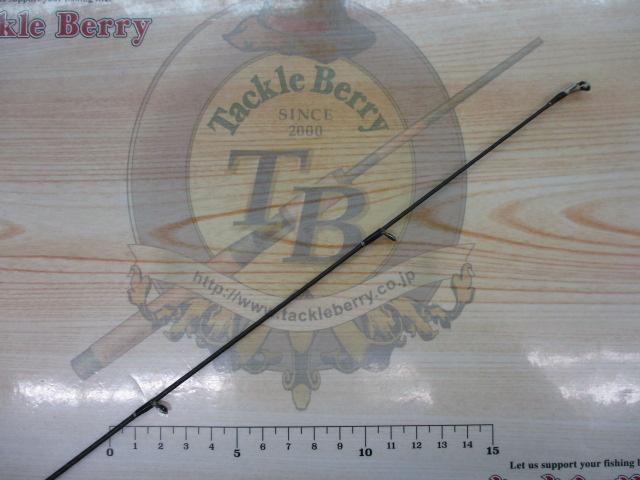 kle Berry
Tackle Berry
SINCE
2000
TB
http://www.tackleberry.co.jp
0 1 2 3 4 5 6 7 8 9 10 11 12 13 14 15
Let us support your fishing l